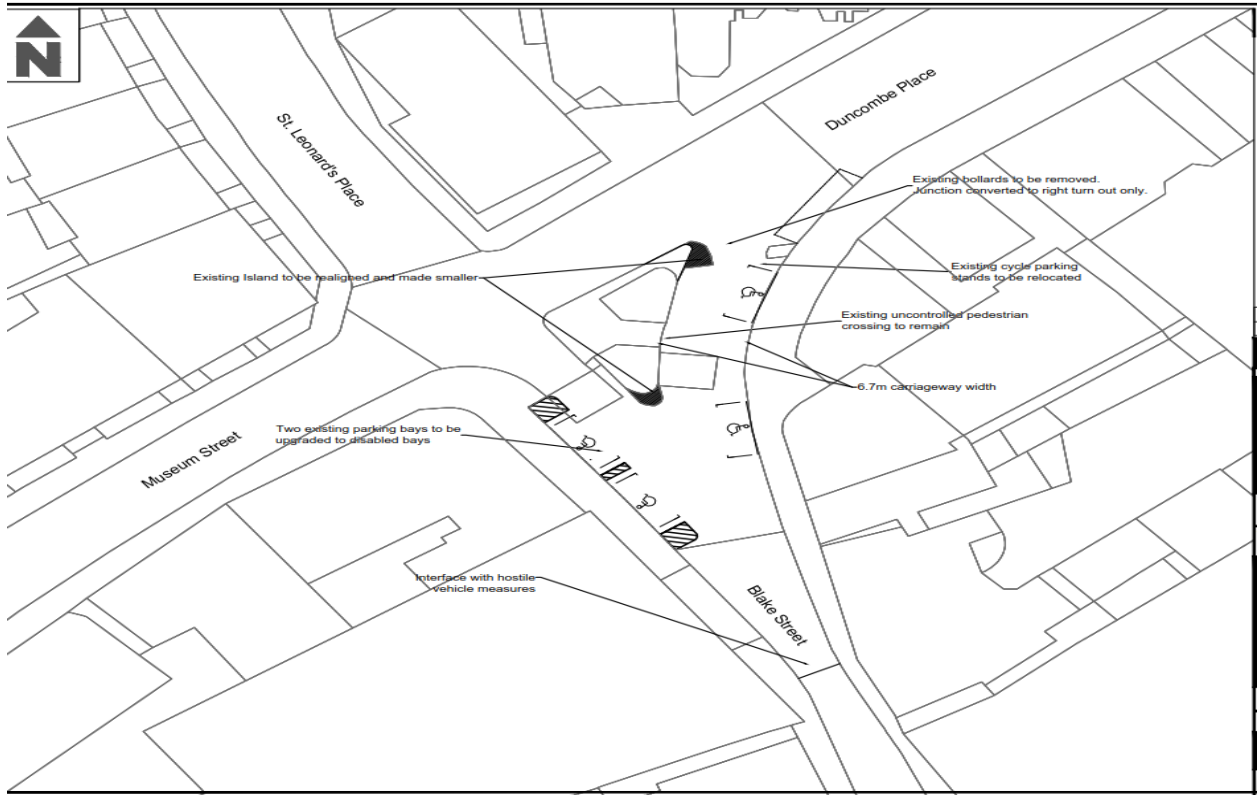 N
Duncombe Place
St. Leonard's Place
Existing bollards to be removed.
Junction converted to right turn out only.
Existing Island to be realigned and made smaller
Existing cycle parking
stands to be relocated
Existing uncontrolled pedestrian
crossing to remain
6.7m carriageway width
Two existing parking bays to be
upgraded to disabled bays
Museum Street
Interface with hostile
vehicle measures
Blake Street